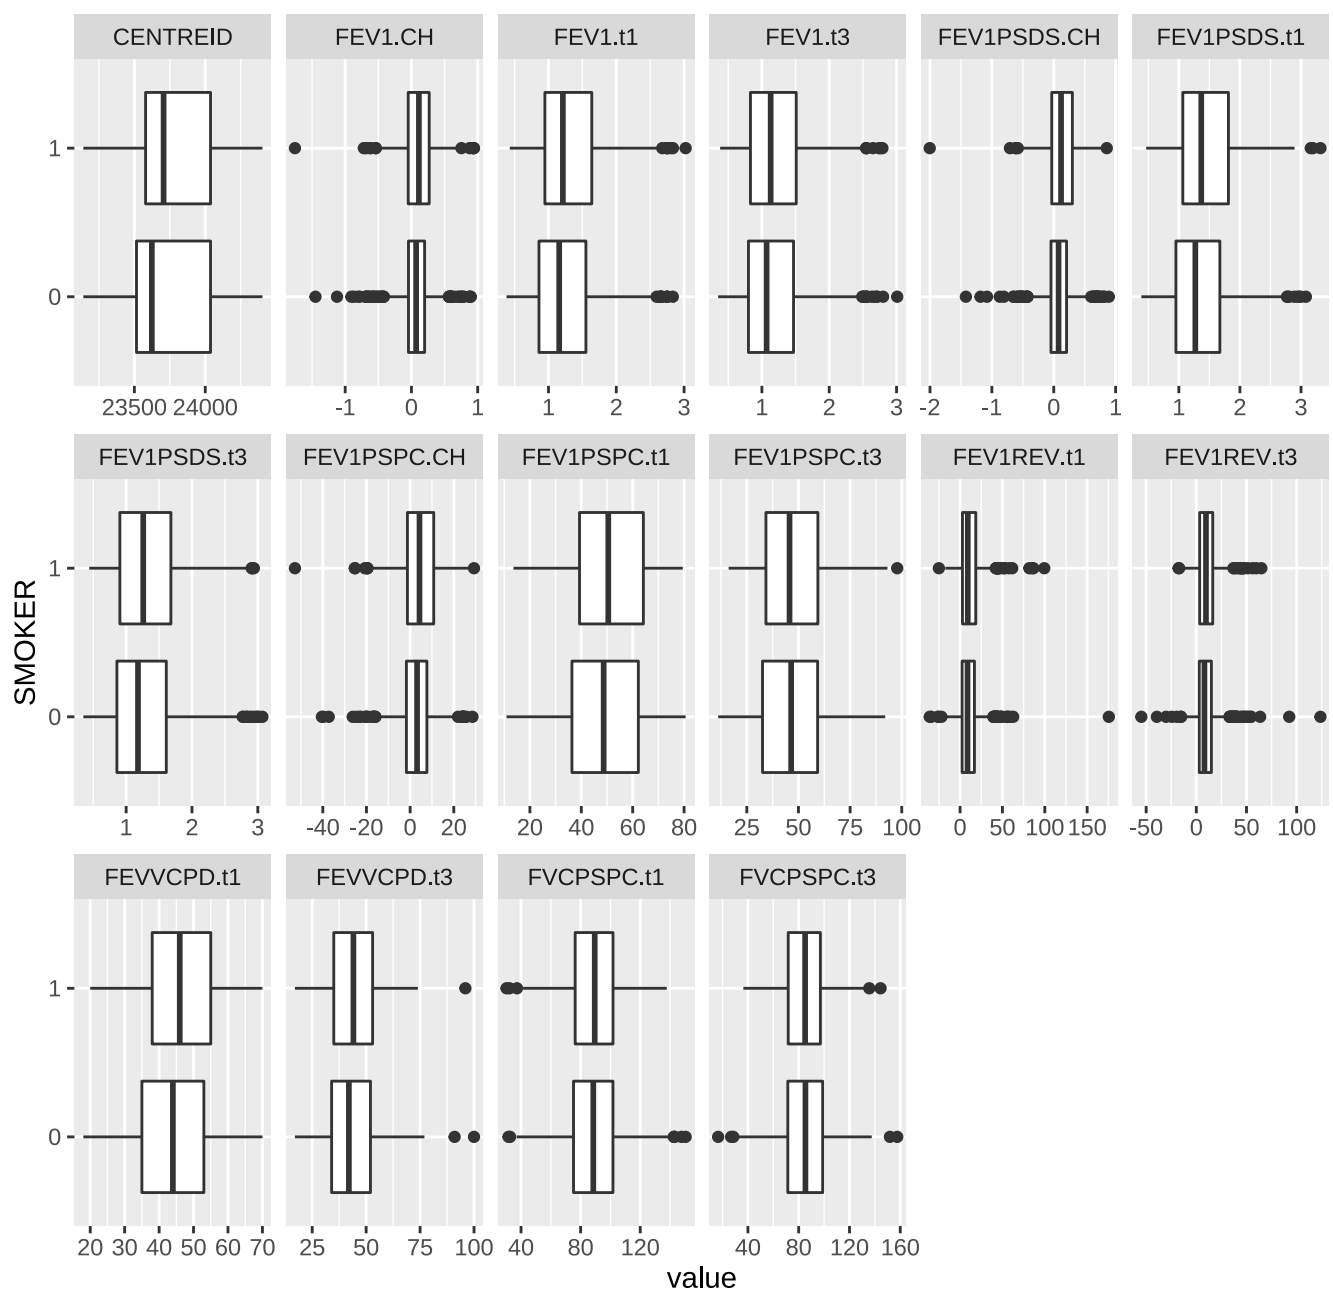 CENTREID FEV1.CH FEV1.t1 FEV1.t3 FEV1PSDS.CH FEV1PSDS.t1
1
0
23500 24000 -1 0 1 1 2 3 1 2 3 -2 -1 0 1 1 2 3
FEV1PSDS.t3 FEV1PSPC.CH FEV1PSPC.t1 FEV1PSPC.t3 FEV1REV.t1 FEV1REV.t3
1
SMOKER
0
1 2 3 -40 -20 0 20 20 40 60 80 25 50 75 100 0 50 100 150 -50 0 50 100
FEVVCPD.t1 FEVVCPD.t3 FVCPSPC.t1 FVCPSPC.t3
1
0
20 30 40 50 60 70 25 50 75 100 40 80 120 40 80 120 160
value